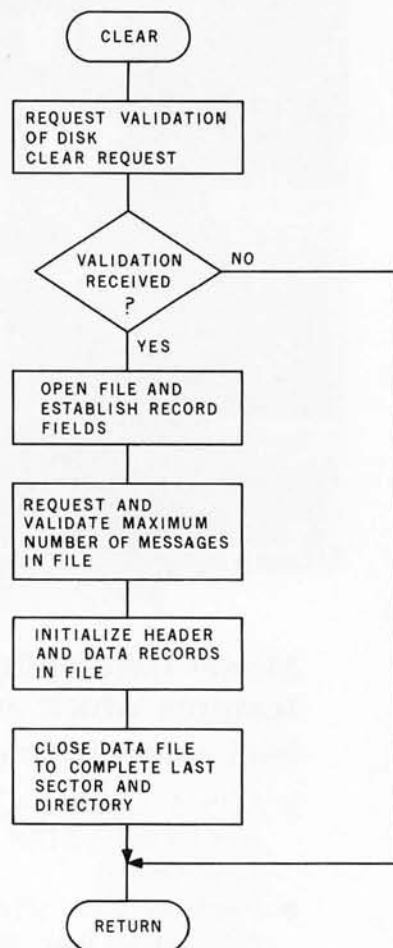 CLEAR
REQUEST VALIDATION
OF DISK
CLEAR REQUEST
VALIDATION
RECEIVED
?
NO
YES
OPEN FILE AND
ESTABLISH RECORD
FIELDS
REQUEST AND
VALIDATE MAXIMUM
NUMBER OF MESSAGES
IN FILE
INITIALIZE HEADER
AND DATA RECORDS
IN FILE
CLOSE DATA FILE
TO COMPLETE LAST
SECTOR AND
DIRECTORY
RETURN